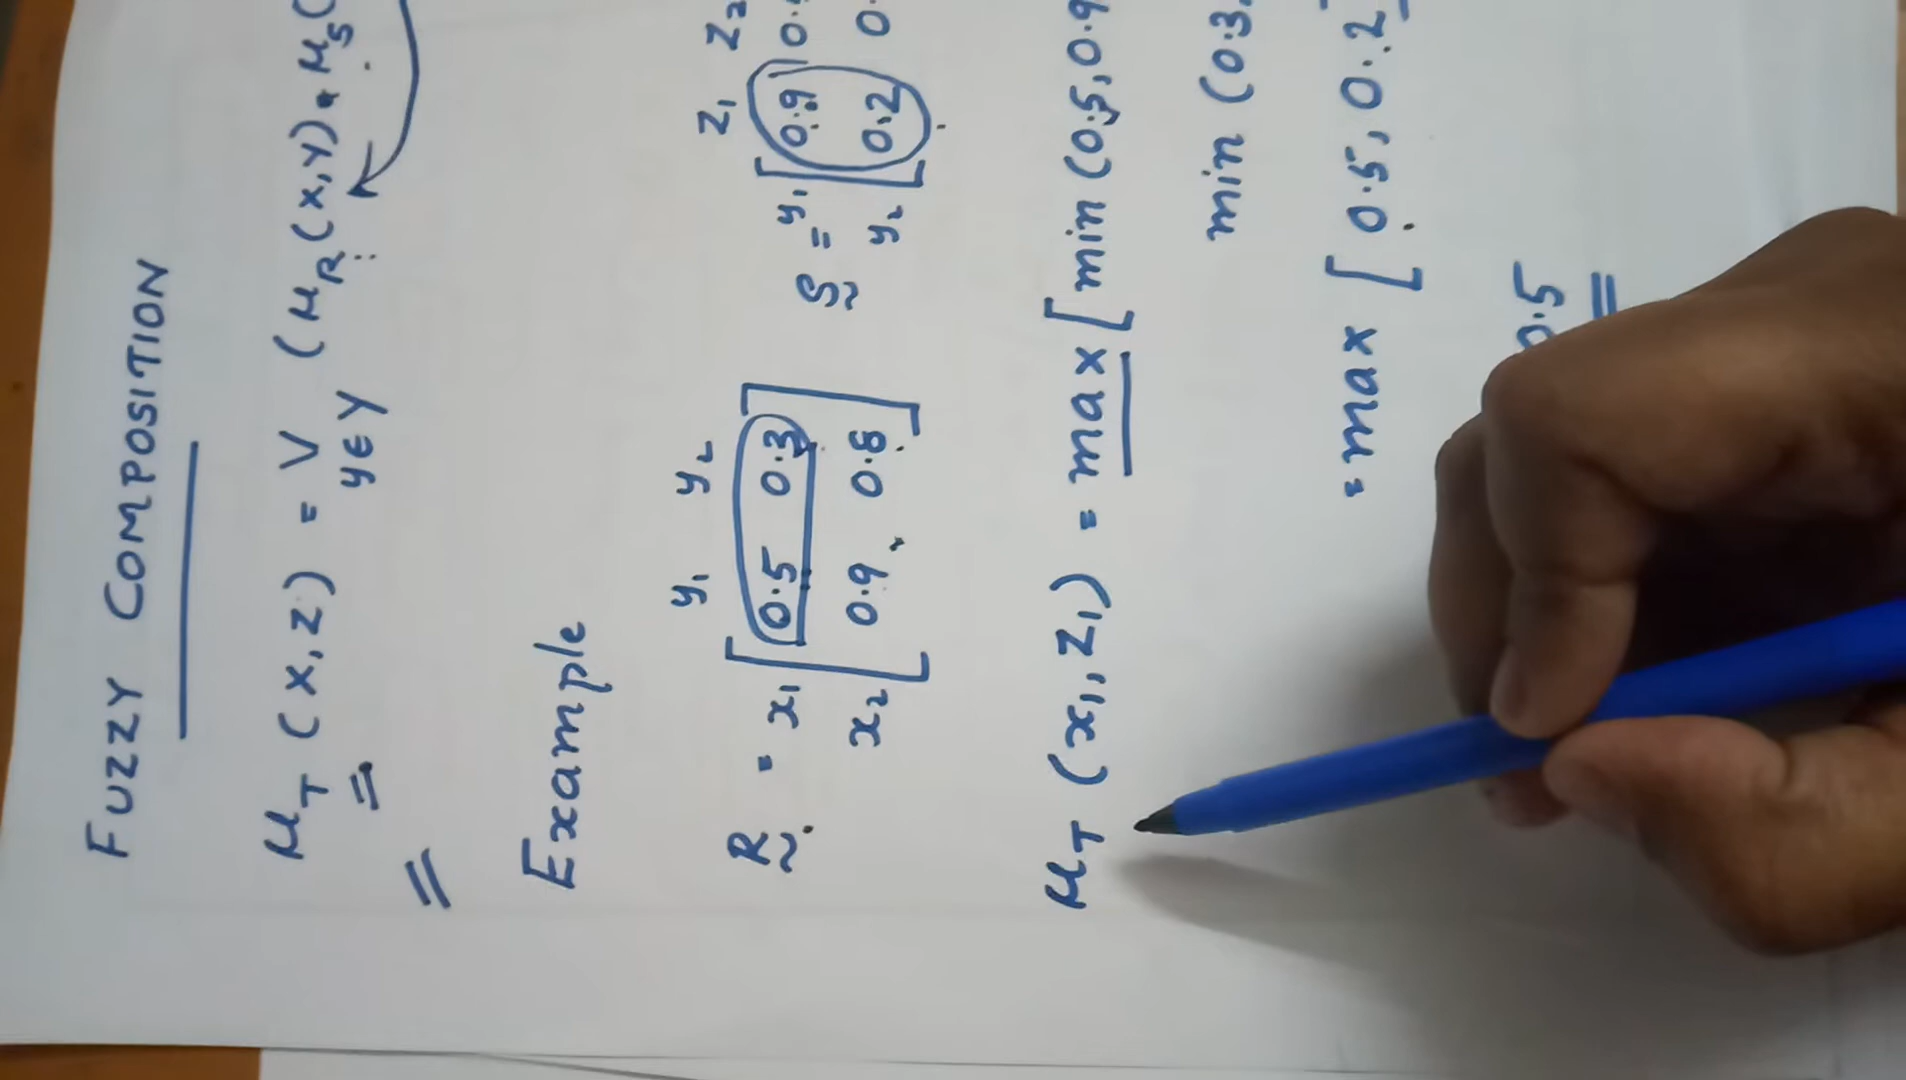 FUZZY COMPOSITION
μT (x,z) = V (μR(x,y) • μS(
y∈Y
Example
y₁ y₂ z₁ z₂
R̰ = x₁ [0.5 0.3] S̰ = y₁ [0.9 0.
x₂ [0.9 0.8] y₂ [0.2 0.
μT (x₁, z₁) = max [min (0.5, 0.9
min (0.3,
= max [0.5, 0.2
0.5